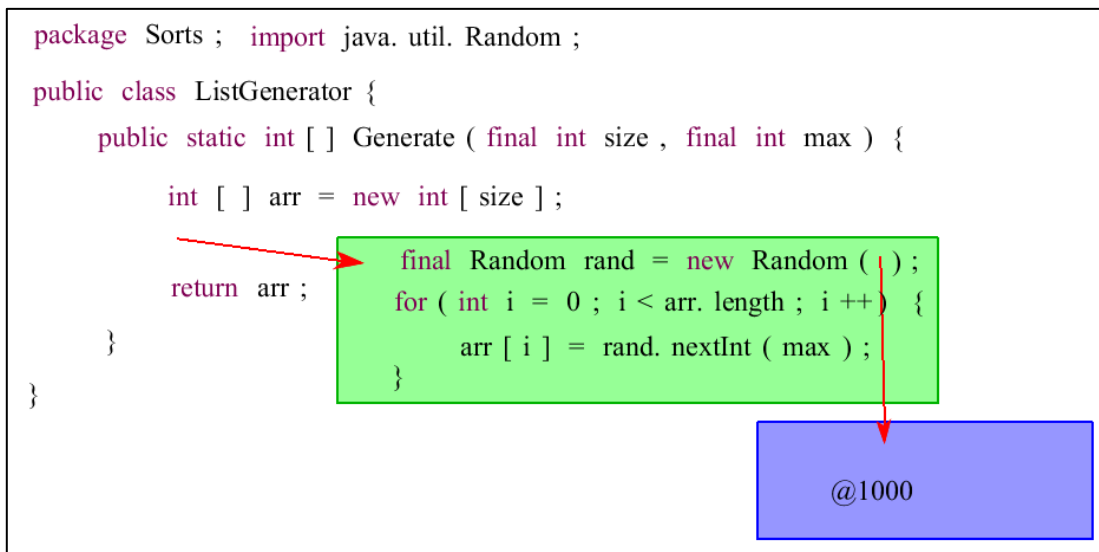 package Sorts ; import java. util. Random ;
public class ListGenerator {
public static int [ ] Generate ( final int size , final int max ) {
int [ ] arr = new int [ size ] ;
return arr ;
}
}
final Random rand = new Random ( ) ;
for ( int i = 0 ; i < arr. length ; i ++ ) {
arr [ i ] = rand. nextInt ( max ) ;
}
@1000